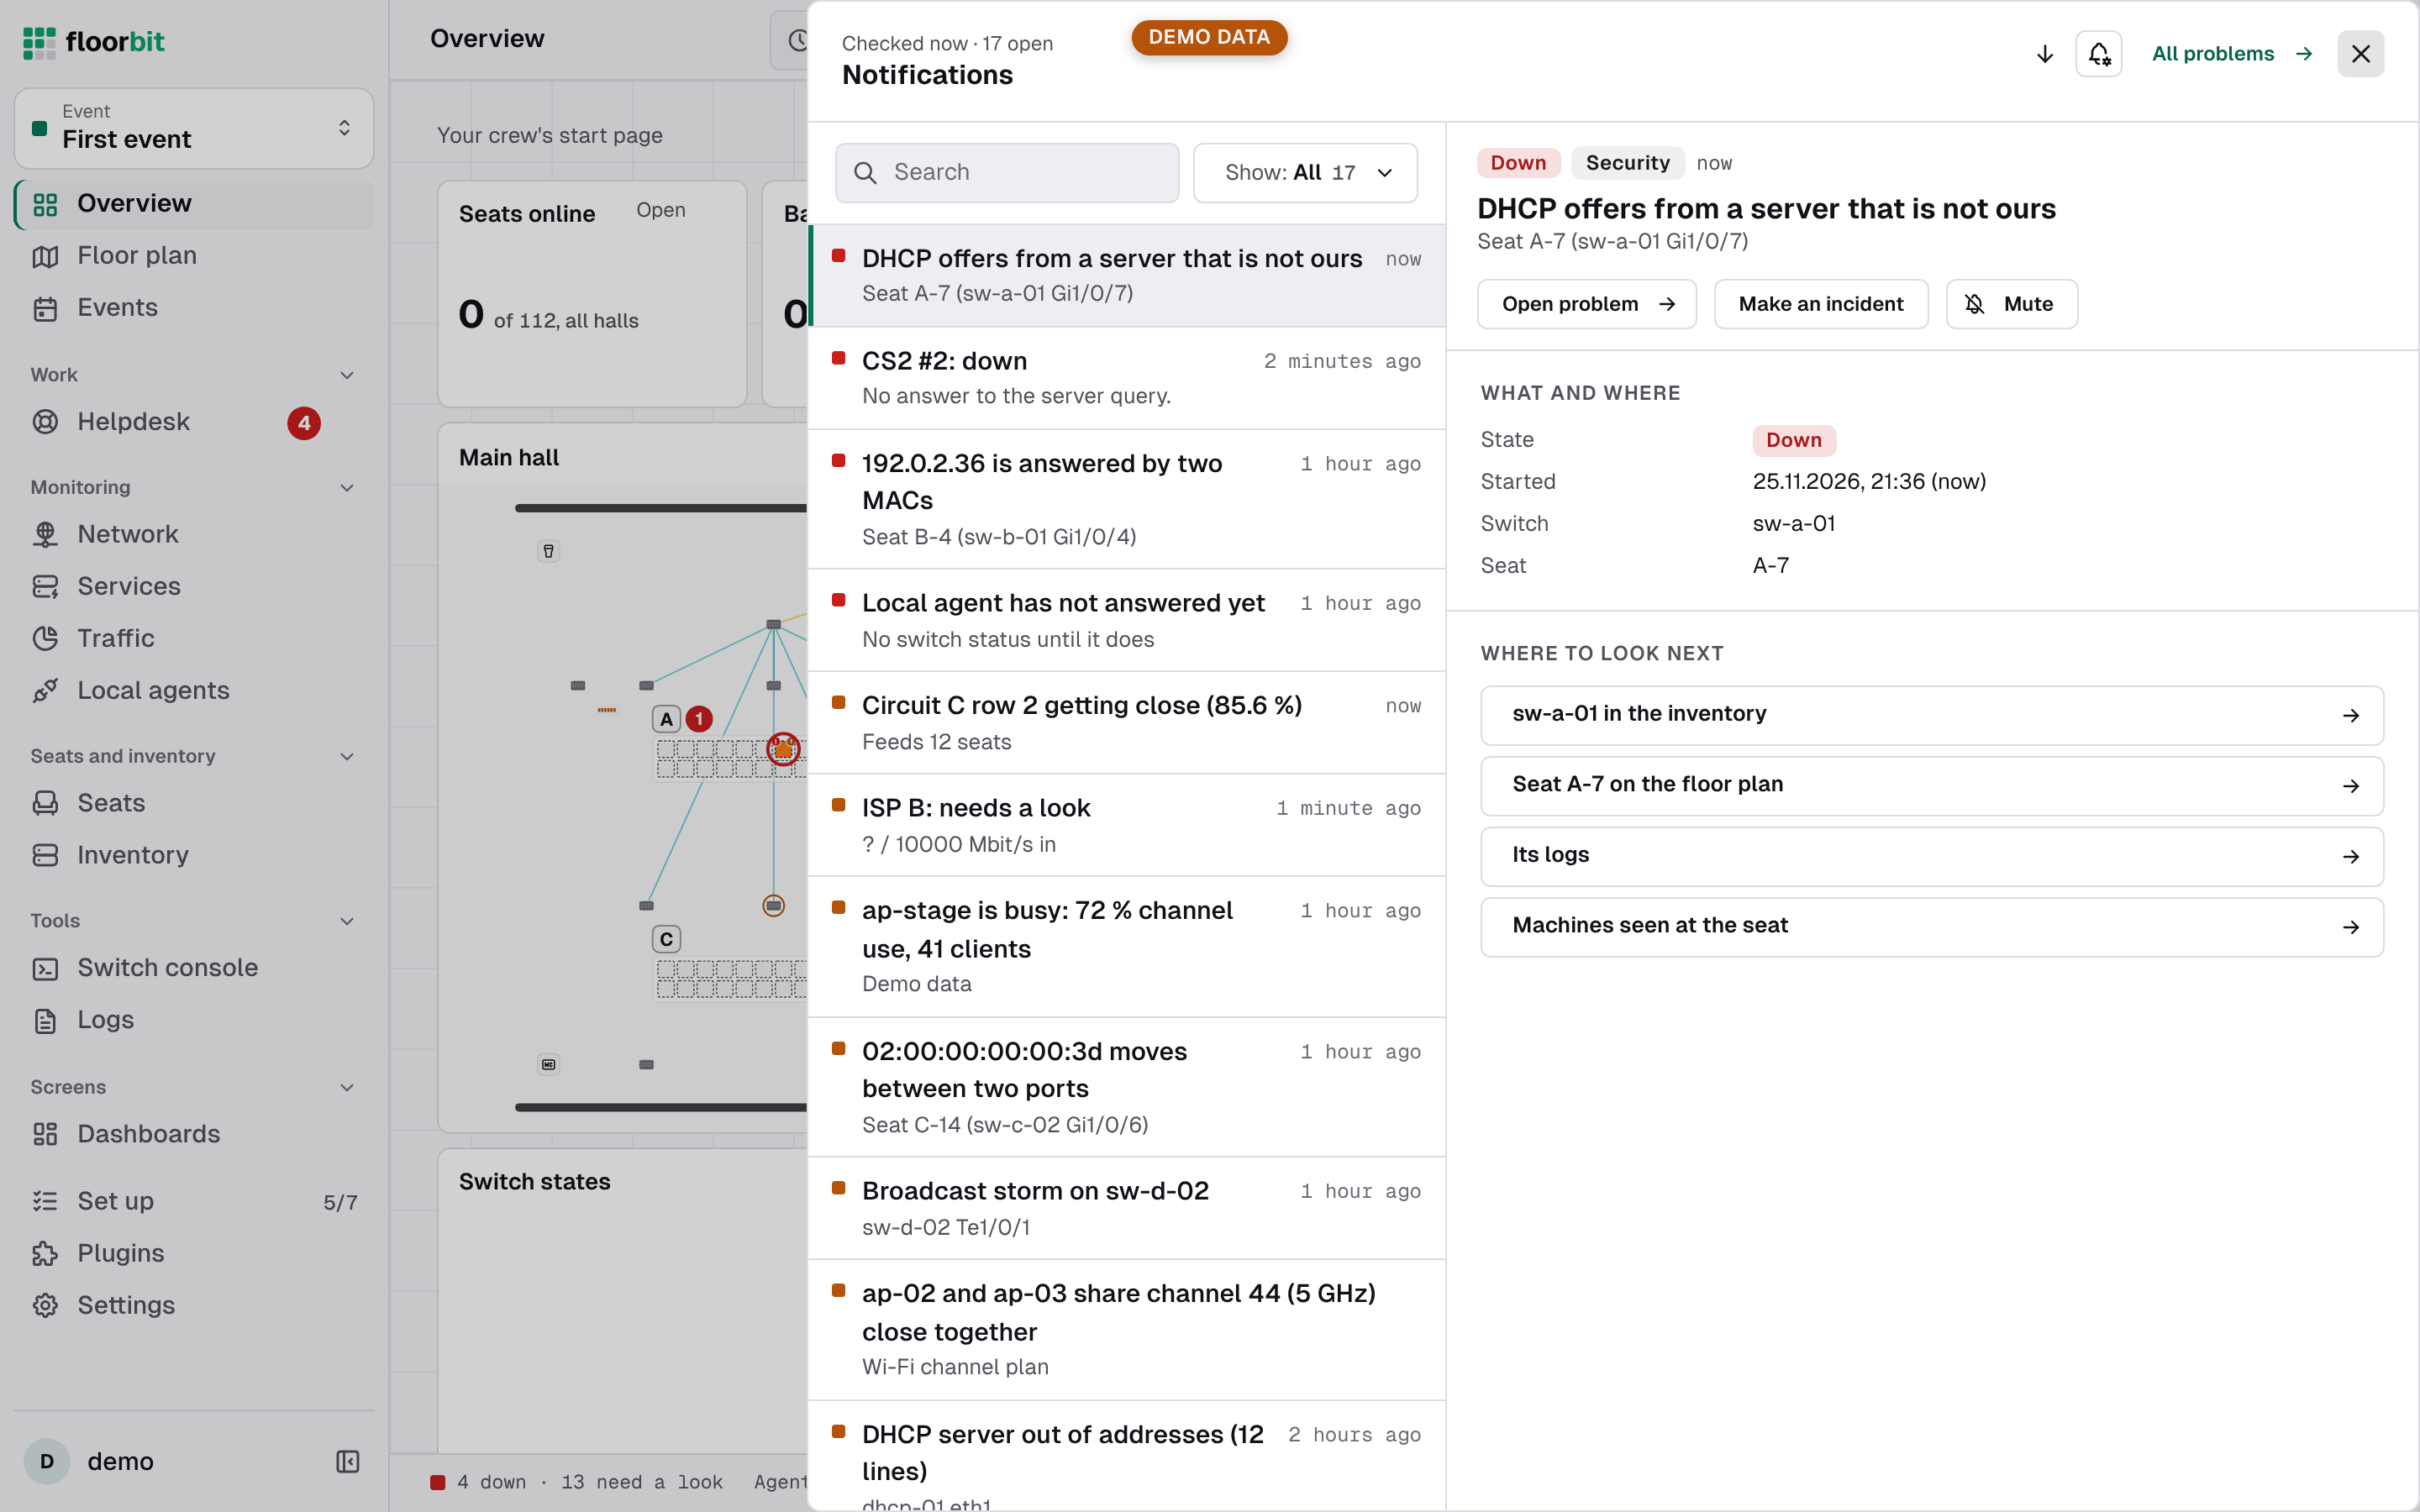 floorbit
Event
First event
Overview
Floor plan
Events
Work
Helpdesk
4
Monitoring
Network
Services
Traffic
Local agents
Seats and inventory
Seats
Inventory
Tools
Switch console
Logs
Screens
Dashboards
Set up
5/7
Plugins
Settings
D
demo
Overview
Your crew's start page
Seats online
Open
0 of 112, all halls
Ba
0
Main hall
A
1
C
WC
Switch states
4 down · 13 need a look
Agent
Checked now · 17 open
Notifications
DEMO DATA
All problems
Search
Show: All 17
DHCP offers from a server that is not ours
now
Seat A-7 (sw-a-01 Gi1/0/7)
CS2 #2: down
2 minutes ago
No answer to the server query.
192.0.2.36 is answered by two
MACs
1 hour ago
Seat B-4 (sw-b-01 Gi1/0/4)
Local agent has not answered yet
1 hour ago
No switch status until it does
Circuit C row 2 getting close (85.6 %)
now
Feeds 12 seats
ISP B: needs a look
1 minute ago
? / 10000 Mbit/s in
ap-stage is busy: 72 % channel
use, 41 clients
1 hour ago
Demo data
02:00:00:00:00:3d moves
between two ports
1 hour ago
Seat C-14 (sw-c-02 Gi1/0/6)
Broadcast storm on sw-d-02
1 hour ago
sw-d-02 Te1/0/1
ap-02 and ap-03 share channel 44 (5 GHz)
close together
Wi-Fi channel plan
DHCP server out of addresses (12
lines)
2 hours ago
dhcp-01 eth1
Down
Security
now
DHCP offers from a server that is not ours
Seat A-7 (sw-a-01 Gi1/0/7)
Open problem
Make an incident
Mute
WHAT AND WHERE
State
Down
Started
25.11.2026, 21:36 (now)
Switch
sw-a-01
Seat
A-7
WHERE TO LOOK NEXT
sw-a-01 in the inventory
Seat A-7 on the floor plan
Its logs
Machines seen at the seat